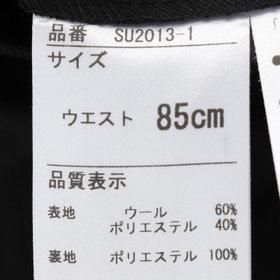 品番 SU2013-1
サイズ
ウエスト 85cm
品質表示
表地 ウール 60%
ポリエステル 40%
裏地 ポリエステル 100%